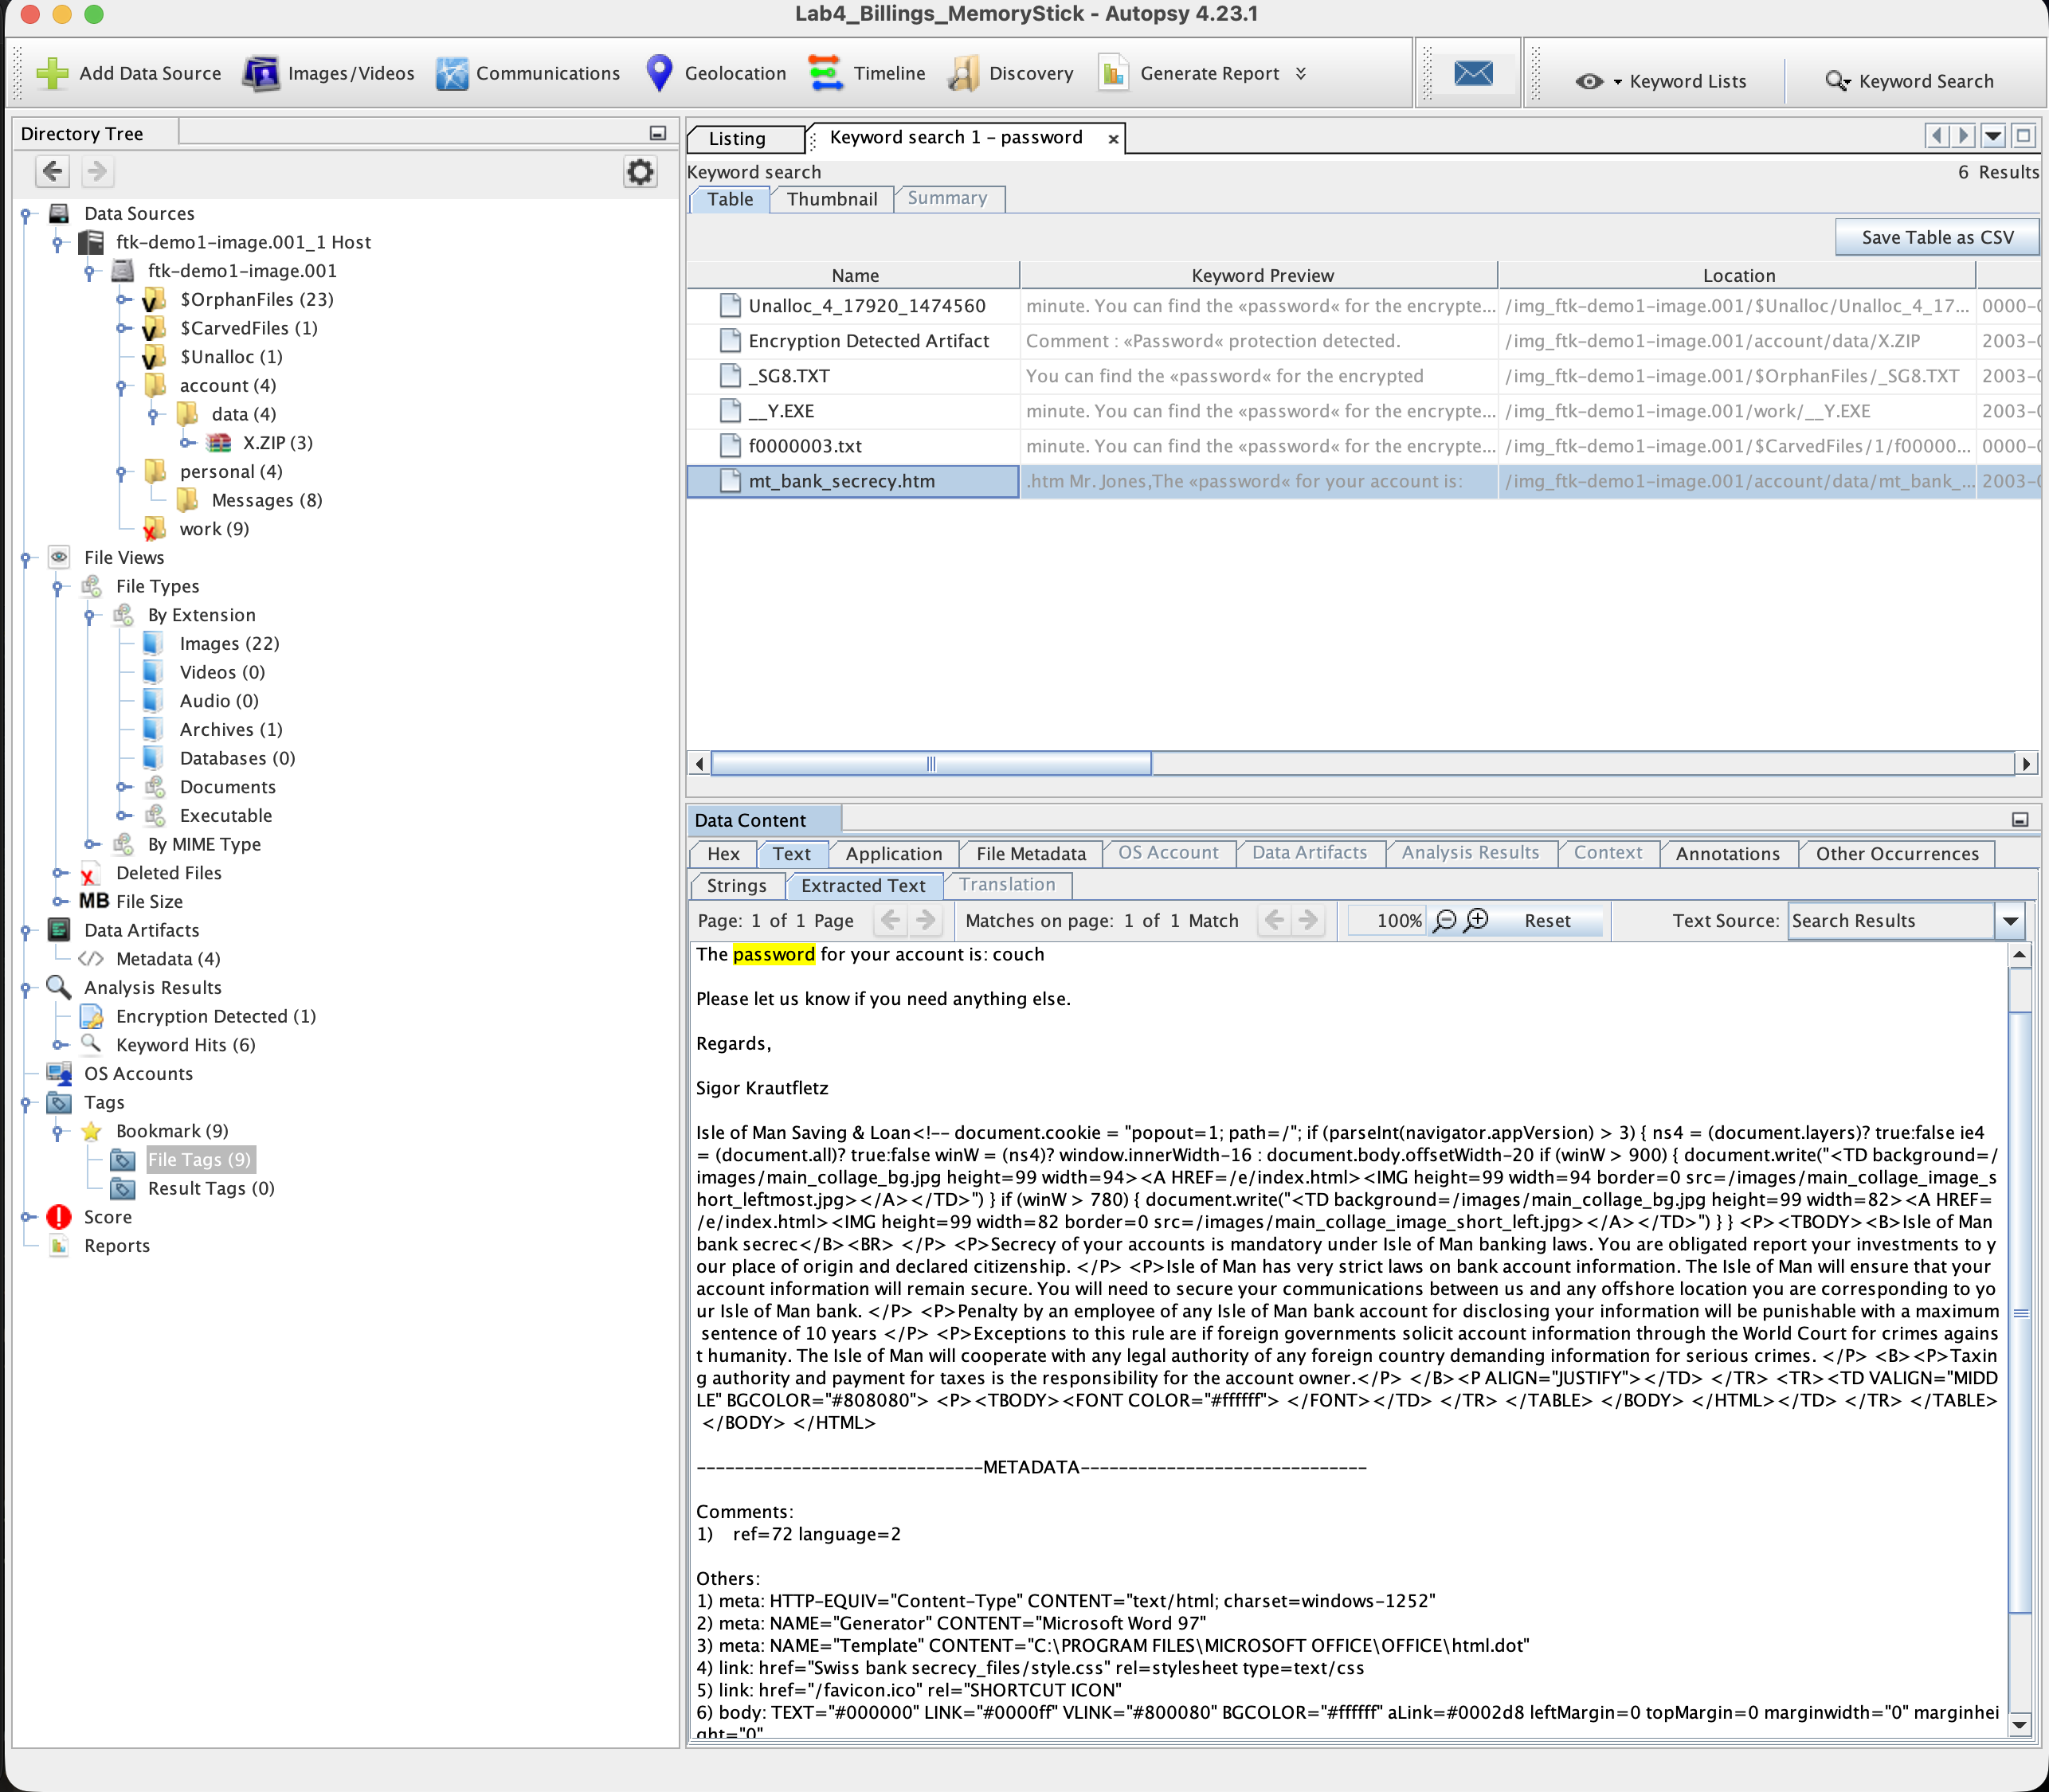 Lab4_Billings_MemoryStick - Autopsy 4.23.1
Add Data Source Images/Videos Communications Geolocation Timeline Discovery Generate Report Keyword Lists Keyword Search
Directory Tree
Data Sources
ftk-demo1-image.001_1 Host
ftk-demo1-image.001
$OrphanFiles (23)
$CarvedFiles (1)
$Unalloc (1)
account (4)
data (4)
X.ZIP (3)
personal (4)
Messages (8)
work (9)
File Views
File Types
By Extension
Images (22)
Videos (0)
Audio (0)
Archives (1)
Databases (0)
Documents
Executable
By MIME Type
Deleted Files
MB File Size
Data Artifacts
Metadata (4)
Analysis Results
Encryption Detected (1)
Keyword Hits (6)
OS Accounts
Tags
Bookmark (9)
File Tags (9)
Result Tags (0)
Score
Reports
Listing Keyword search 1 - password x
Keyword search 6 Results
Table Thumbnail Summary
Save Table as CSV
Name Keyword Preview Location
Unalloc_4_17920_1474560 minute. You can find the «password« for the encrypte... /img_ftk-demo1-image.001/$Unalloc/Unalloc_4_17... 0000-0
Encryption Detected Artifact Comment : «Password« protection detected. /img_ftk-demo1-image.001/account/data/X.ZIP 2003-0
_SG8.TXT You can find the «password« for the encrypted /img_ftk-demo1-image.001/$OrphanFiles/_SG8.TXT 2003-0
__Y.EXE minute. You can find the «password« for the encrypte... /img_ftk-demo1-image.001/work/__Y.EXE 2003-0
f0000003.txt minute. You can find the «password« for the encrypte... /img_ftk-demo1-image.001/$CarvedFiles/1/f00000... 0000-0
mt_bank_secrecy.htm .htm Mr. Jones,The «password« for your account is: /img_ftk-demo1-image.001/account/data/mt_bank_... 2003-0
Data Content
Hex Text Application File Metadata OS Account Data Artifacts Analysis Results Context Annotations Other Occurrences
Strings Extracted Text Translation
Page: 1 of 1 Page Matches on page: 1 of 1 Match 100% Reset Text Source: Search Results
The password for your account is: couch
Please let us know if you need anything else.
Regards,
Sigor Krautfletz
Isle of Man Saving & Loan<!-- document.cookie = "popout=1; path=/"; if (parseInt(navigator.appVersion) > 3) { ns4 = (document.layers)? true:false ie4
= (document.all)? true:false winW = (ns4)? window.innerWidth-16 : document.body.offsetWidth-20 if (winW > 900) { document.write("<TD background=/
images/main_collage_bg.jpg height=99 width=94><A HREF=/e/index.html><IMG height=99 width=94 border=0 src=/images/main_collage_image_s
hort_leftmost.jpg></A></TD>") } if (winW > 780) { document.write("<TD background=/images/main_collage_bg.jpg height=99 width=82><A HREF=
/e/index.html><IMG height=99 width=82 border=0 src=/images/main_collage_image_short_left.jpg></A></TD>") } } <P><TBODY><B>Isle of Man
bank secrec</B><BR> </P> <P>Secrecy of your accounts is mandatory under Isle of Man banking laws. You are obligated report your investments to y
our place of origin and declared citizenship. </P> <P>Isle of Man has very strict laws on bank account information. The Isle of Man will ensure that your
account information will remain secure. You will need to secure your communications between us and any offshore location you are corresponding to yo
ur Isle of Man bank. </P> <P>Penalty by an employee of any Isle of Man bank account for disclosing your information will be punishable with a maximum
sentence of 10 years </P> <P>Exceptions to this rule are if foreign governments solicit account information through the World Court for crimes agains
t humanity. The Isle of Man will cooperate with any legal authority of any foreign country demanding information for serious crimes. </P> <B><P>Taxin
g authority and payment for taxes is the responsibility for the account owner.</P> </B><P ALIGN="JUSTIFY"></TD> </TR> <TR><TD VALIGN="MIDD
LE" BGCOLOR="#808080"> <P><TBODY><FONT COLOR="#ffffff"> </FONT></TD> </TR> </TABLE> </BODY> </HTML></TD> </TR> </TABLE>
</BODY> </HTML>
------------------------------METADATA------------------------------
Comments:
1) ref=72 language=2
Others:
1) meta: HTTP-EQUIV="Content-Type" CONTENT="text/html; charset=windows-1252"
2) meta: NAME="Generator" CONTENT="Microsoft Word 97"
3) meta: NAME="Template" CONTENT="C:\PROGRAM FILES\MICROSOFT OFFICE\OFFICE\html.dot"
4) link: href="Swiss bank secrecy_files/style.css" rel=stylesheet type=text/css
5) link: href="/favicon.ico" rel="SHORTCUT ICON"
6) body: TEXT="#000000" LINK="#0000ff" VLINK="#800080" BGCOLOR="#ffffff" aLink=#0002d8 leftMargin=0 topMargin=0 marginwidth="0" marginhei
ght="0"